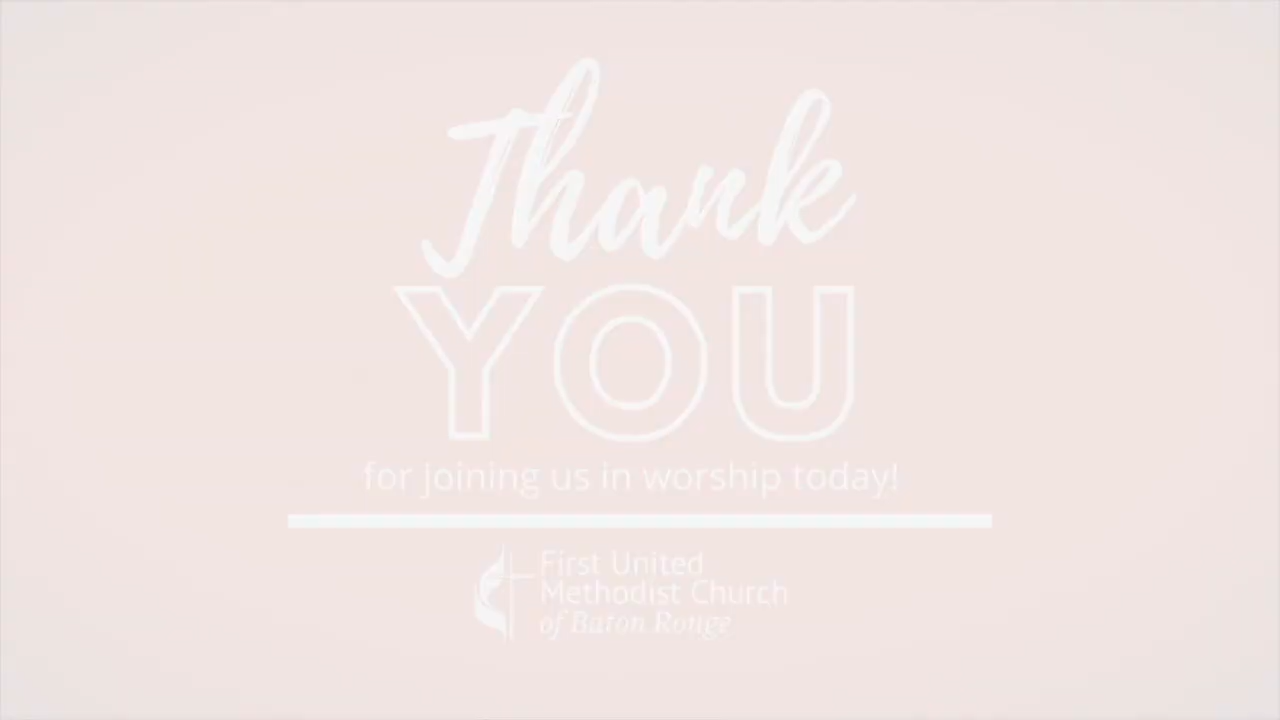 Thank
YOU
for joining us in worship today!
First United
Methodist Church
of Baton Rouge